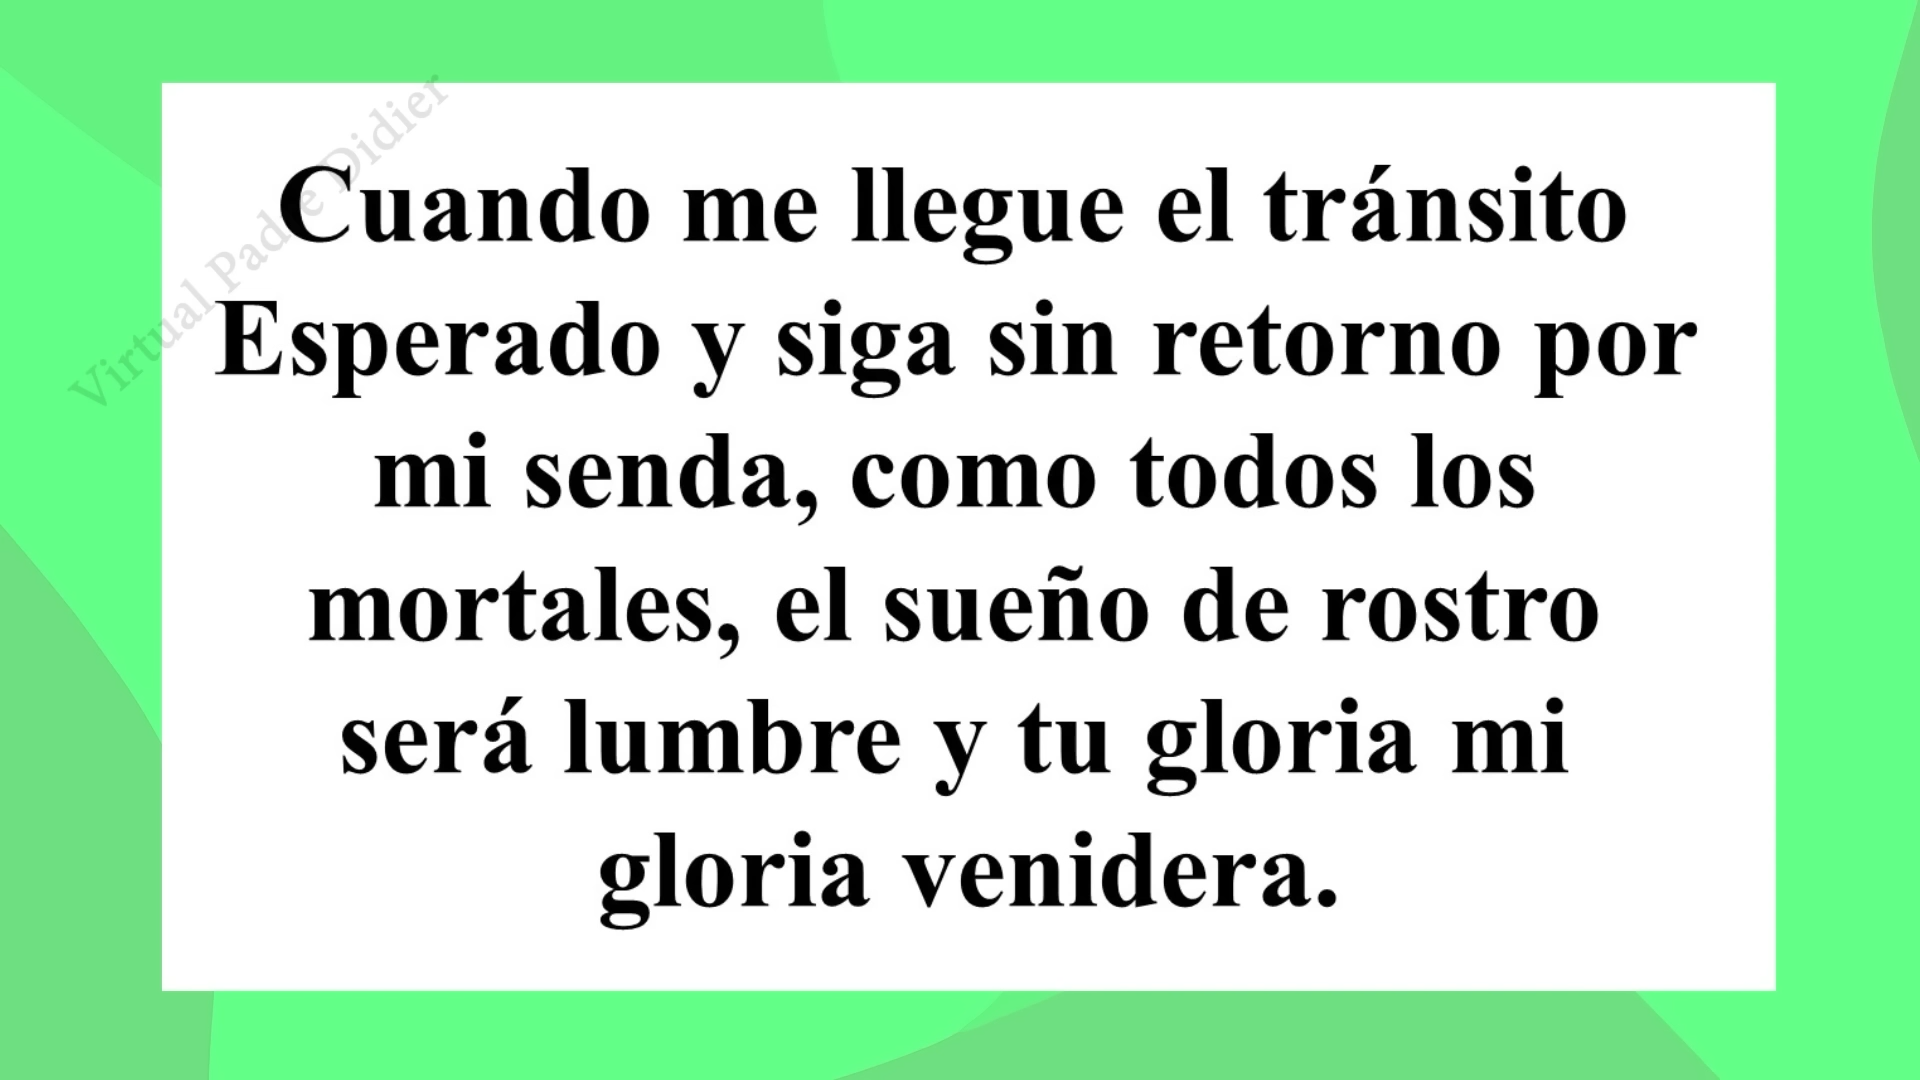 Virtual Padre Didier
Cuando me llegue el tránsito
Esperado y siga sin retorno por
mi senda, como todos los
mortales, el sueño de rostro
será lumbre y tu gloria mi
gloria venidera.